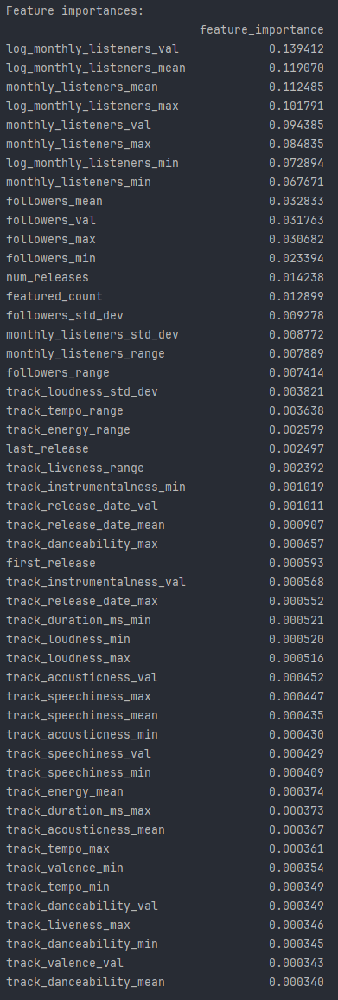 Feature importances:
feature_importance
log_monthly_listeners_val 0.139412
log_monthly_listeners_mean 0.119070
monthly_listeners_mean 0.112485
log_monthly_listeners_max 0.101791
monthly_listeners_val 0.094385
monthly_listeners_max 0.084835
log_monthly_listeners_min 0.072894
monthly_listeners_min 0.067671
followers_mean 0.032833
followers_val 0.031763
followers_max 0.030682
followers_min 0.023394
num_releases 0.014238
featured_count 0.012899
followers_std_dev 0.009278
monthly_listeners_std_dev 0.008772
monthly_listeners_range 0.007889
followers_range 0.007414
track_loudness_std_dev 0.003821
track_tempo_range 0.003638
track_energy_range 0.002579
last_release 0.002497
track_liveness_range 0.002392
track_instrumentalness_min 0.001019
track_release_date_val 0.001011
track_release_date_mean 0.000907
track_danceability_max 0.000657
first_release 0.000593
track_instrumentalness_val 0.000568
track_release_date_max 0.000552
track_duration_ms_min 0.000521
track_loudness_min 0.000520
track_loudness_max 0.000516
track_acousticness_val 0.000452
track_speechiness_max 0.000447
track_speechiness_mean 0.000435
track_acousticness_min 0.000430
track_speechiness_val 0.000429
track_speechiness_min 0.000409
track_energy_mean 0.000374
track_duration_ms_max 0.000373
track_acousticness_mean 0.000367
track_tempo_max 0.000361
track_valence_min 0.000354
track_tempo_min 0.000349
track_danceability_val 0.000349
track_liveness_max 0.000346
track_danceability_min 0.000345
track_valence_val 0.000343
track_danceability_mean 0.000340